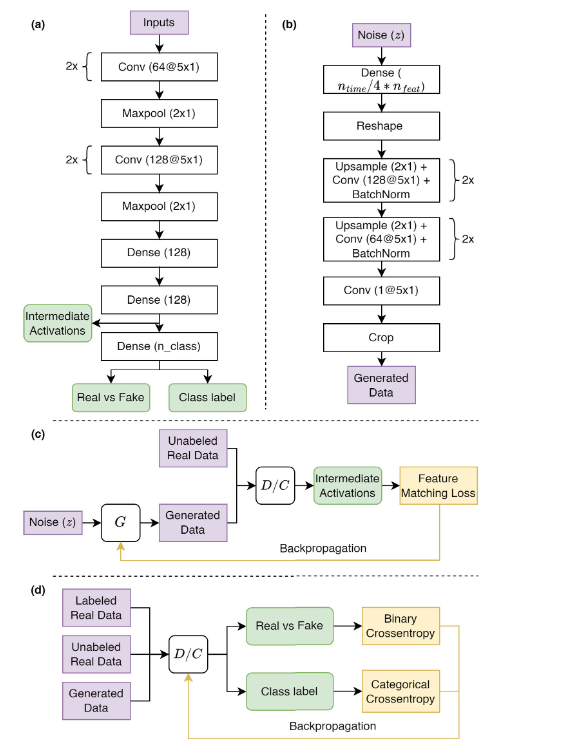 (a)
Inputs
2x
Conv (64@5x1)
Maxpool (2x1)
2x
Conv (128@5x1)
Maxpool (2x1)
Dense (128)
Dense (128)
Intermediate
Activations
Dense (n_class)
Real vs Fake
Class label
(b)
Noise (z)
Dense (
n_time/4 * n_feat)
Reshape
Upsample (2x1) +
Conv (128@5x1) +
BatchNorm
2x
Upsample (2x1) +
Conv (64@5x1) +
BatchNorm
2x
Conv (1@5x1)
Crop
Generated
Data
(c)
Unabeled
Real Data
Noise (z)
G
Generated
Data
D/C
Intermediate
Activations
Feature
Matching Loss
Backpropagation
(d)
Labeled
Real Data
Unabeled
Real Data
Generated
Data
D/C
Real vs Fake
Binary
Crossentropy
Class label
Categorical
Crossentropy
Backpropagation